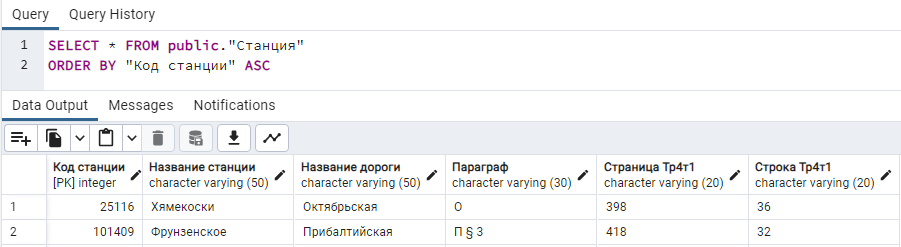 Query Query History
1 SELECT * FROM public."Станция"
2 ORDER BY "Код станции" ASC
Data Output Messages Notifications
Код станции Название станции Название дороги Параграф Страница Тр4т1 Строка Тр4т1
[PK] integer character varying (50) character varying (50) character varying (30) character varying (20) character varying (20)
1 25116 Хямекоски Октябрьская О 398 36
2 101409 Фрунзенское Прибалтийская П § 3 418 32